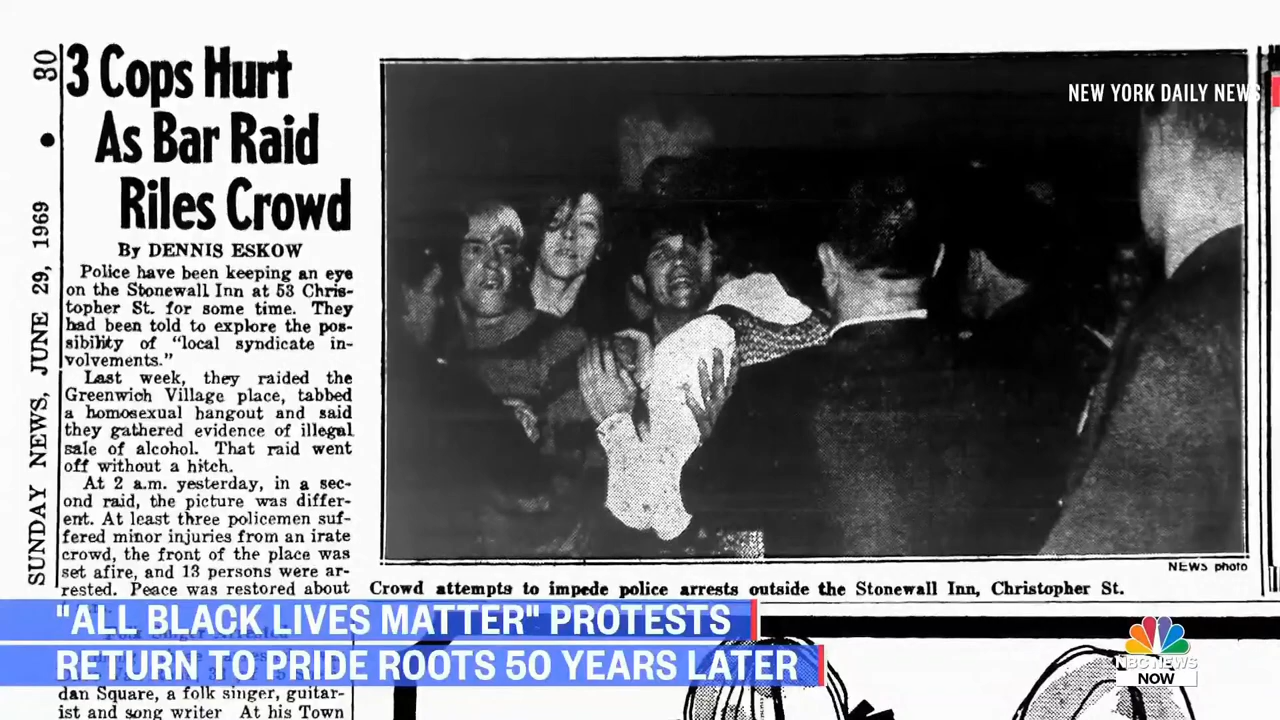 SUNDAY NEWS, JUNE 29, 1969 • 80
3 Cops Hurt
As Bar Raid
Riles Crowd
By DENNIS ESKOW
Police have been keeping an eye
on the Stonewall Inn at 53 Chris-
topher St. for some time. They
had been told to explore the pos-
sibility of "local syndicate in-
volvements."
Last week, they raided the
Greenwich Village place, tabbed
a homosexual hangout and said
they gathered evidence of illegal
sale of alcohol. That raid went
off without a hitch.
At 2 a.m. yesterday, in a sec-
ond raid, the picture was differ-
ent. At least three policemen suf-
fered minor injuries from an irate
crowd, the front of the place was
set afire, and 13 persons were ar-
rested. Peace was restored about
dan Square, a folk singer, guitar-
ist and song writer At his Town
NEW YORK DAILY NEWS
NEWS photo
Crowd attempts to impede police arrests outside the Stonewall Inn, Christopher St.
"ALL BLACK LIVES MATTER" PROTESTS
RETURN TO PRIDE ROOTS 50 YEARS LATER
NBC NEWS
NOW